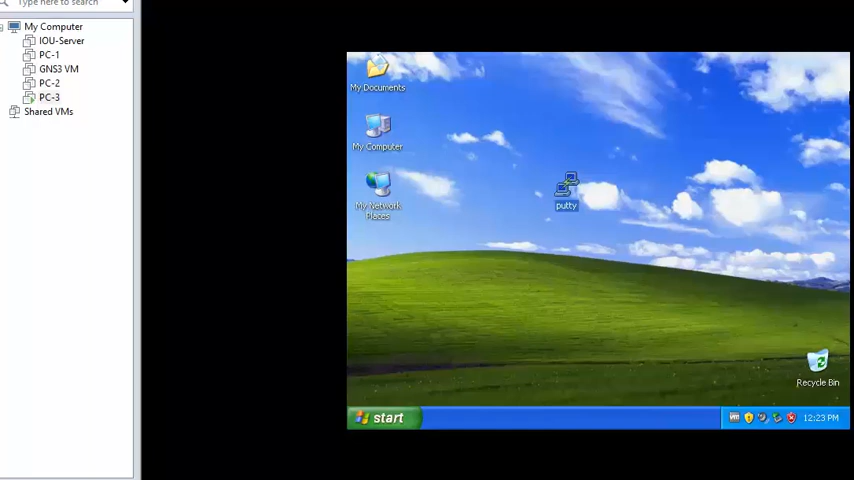 Type here to search
My Computer
IOU-Server
PC-1
GNS3 VM
PC-2
PC-3
Shared VMs
My Documents
My Computer
My Network
Places
putty
Recycle Bin
start
vm
12:23 PM